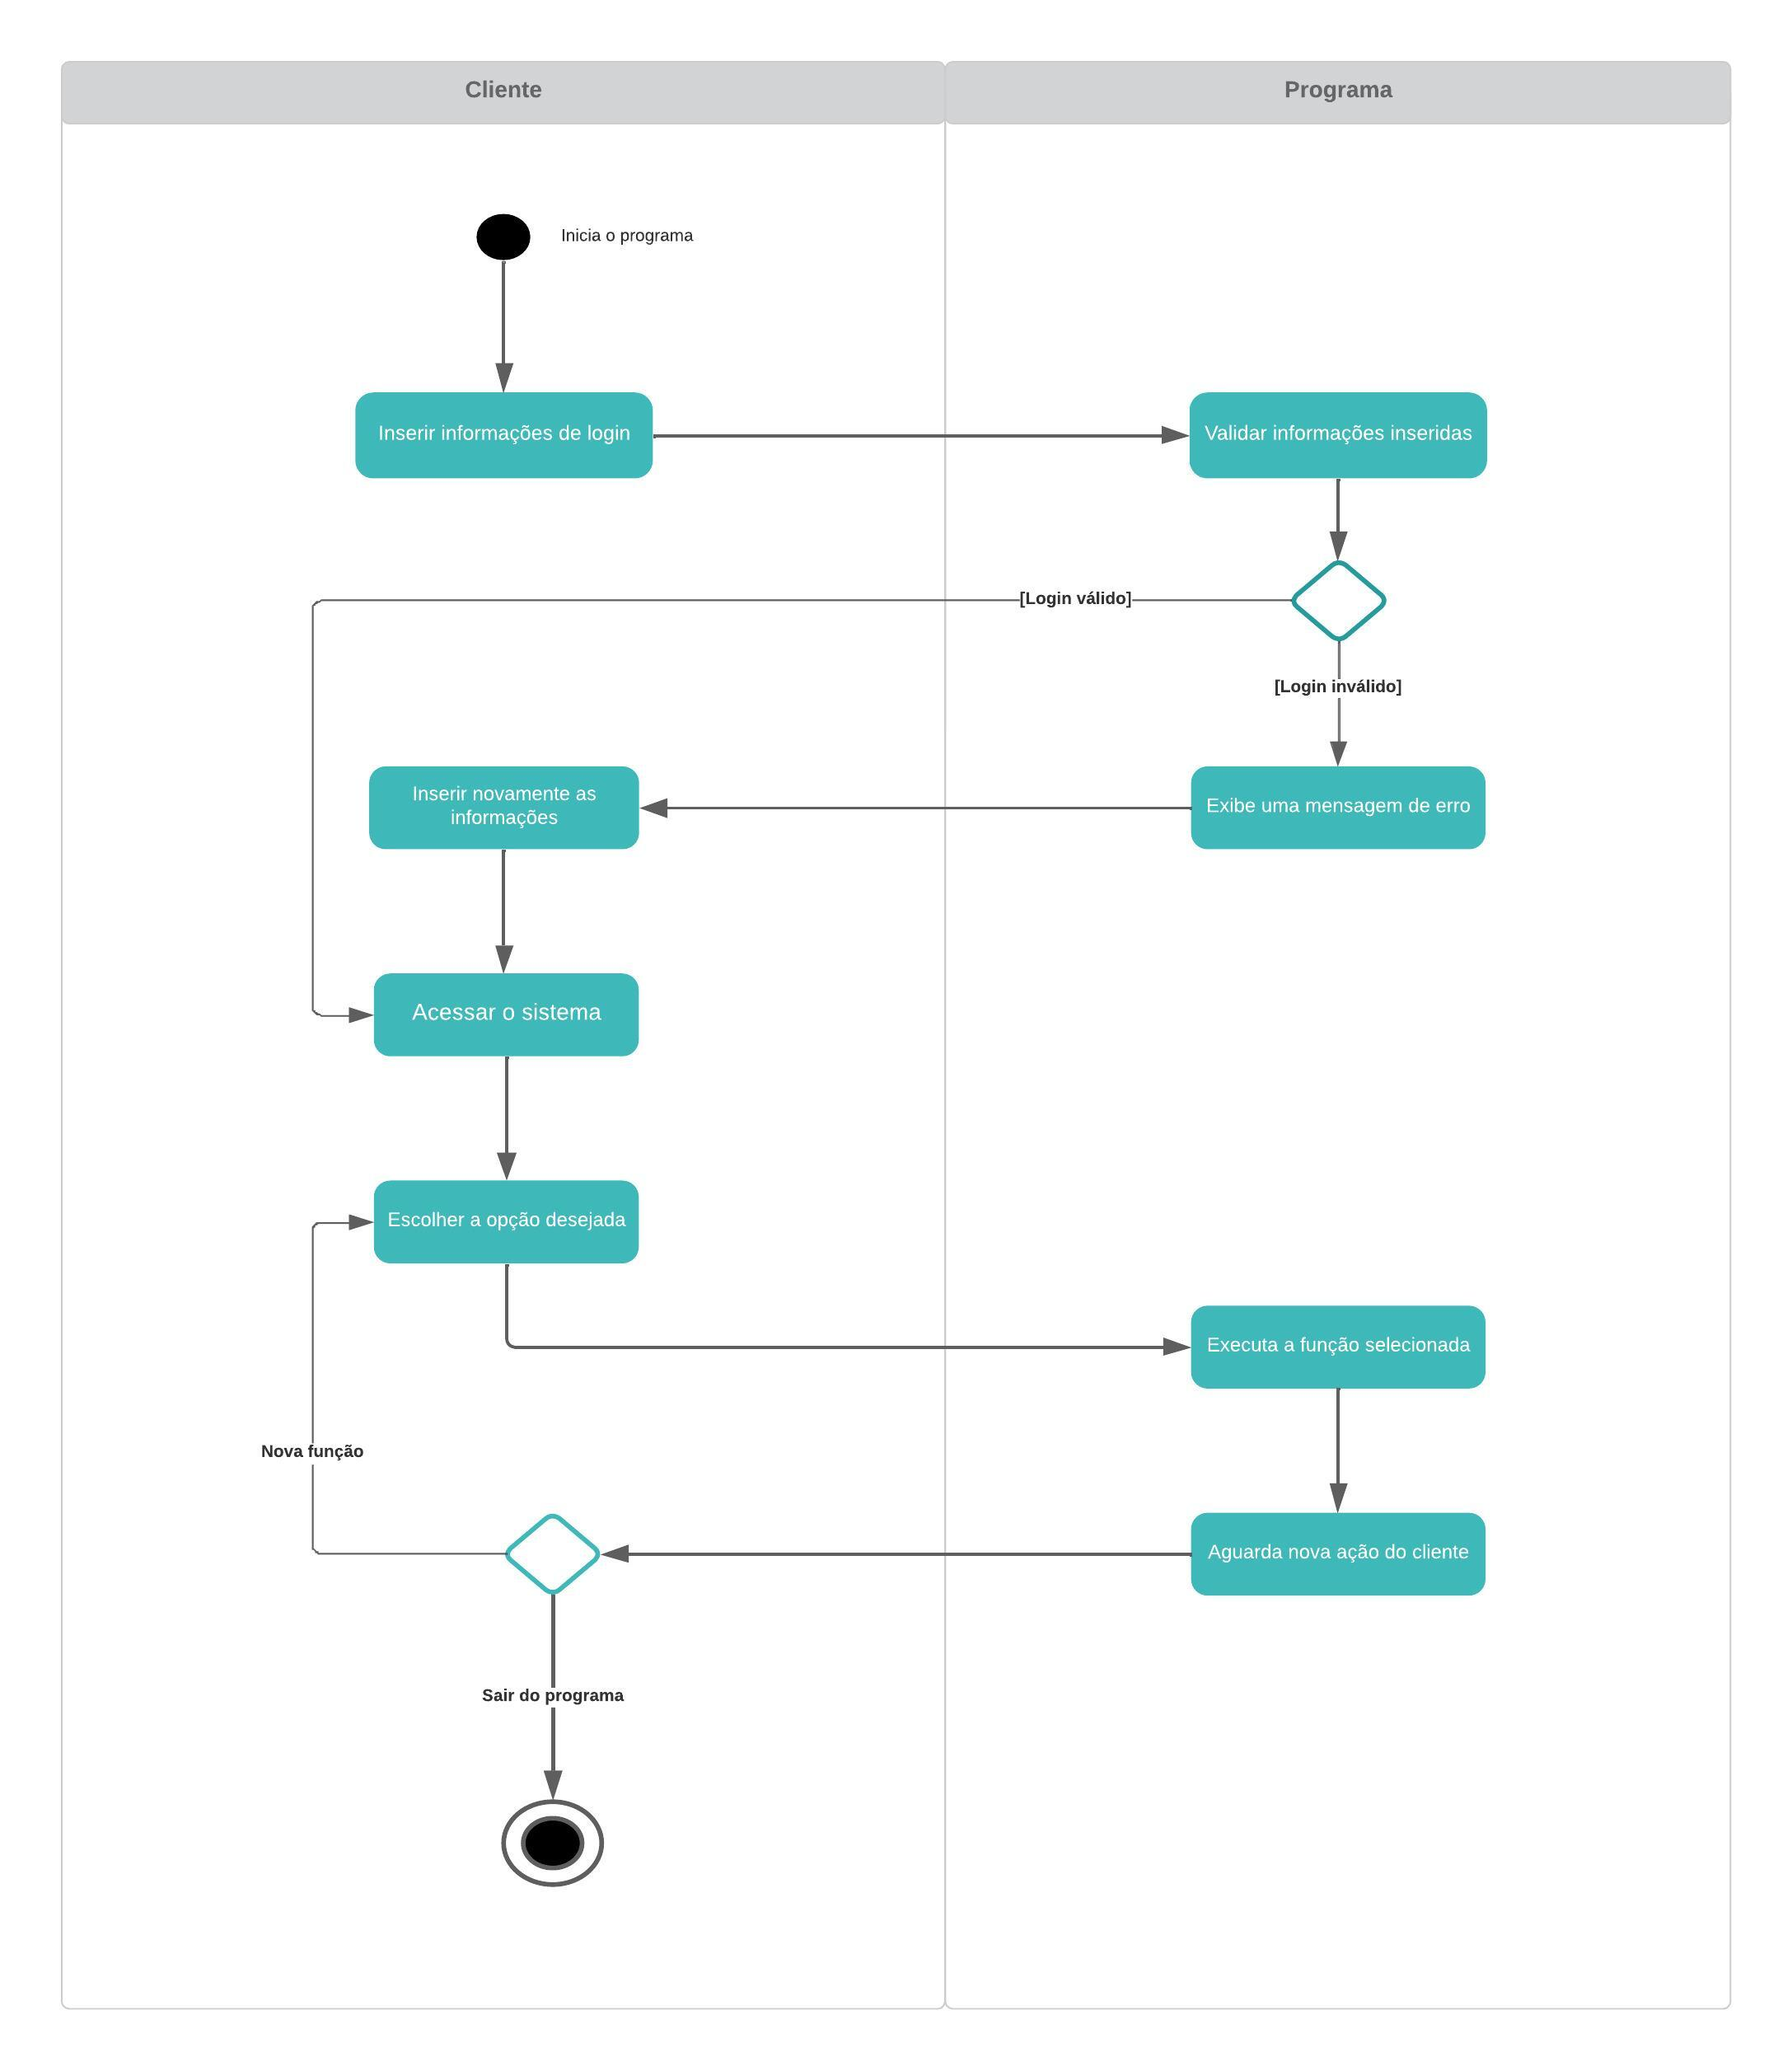 Cliente
Programa
Inicia o programa
Inserir informações de login
Validar informações inseridas
[Login válido]
[Login inválido]
Inserir novamente as
informações
Exibe uma mensagem de erro
Acessar o sistema
Escolher a opção desejada
Executa a função selecionada
Nova função
Aguarda nova ação do cliente
Sair do programa